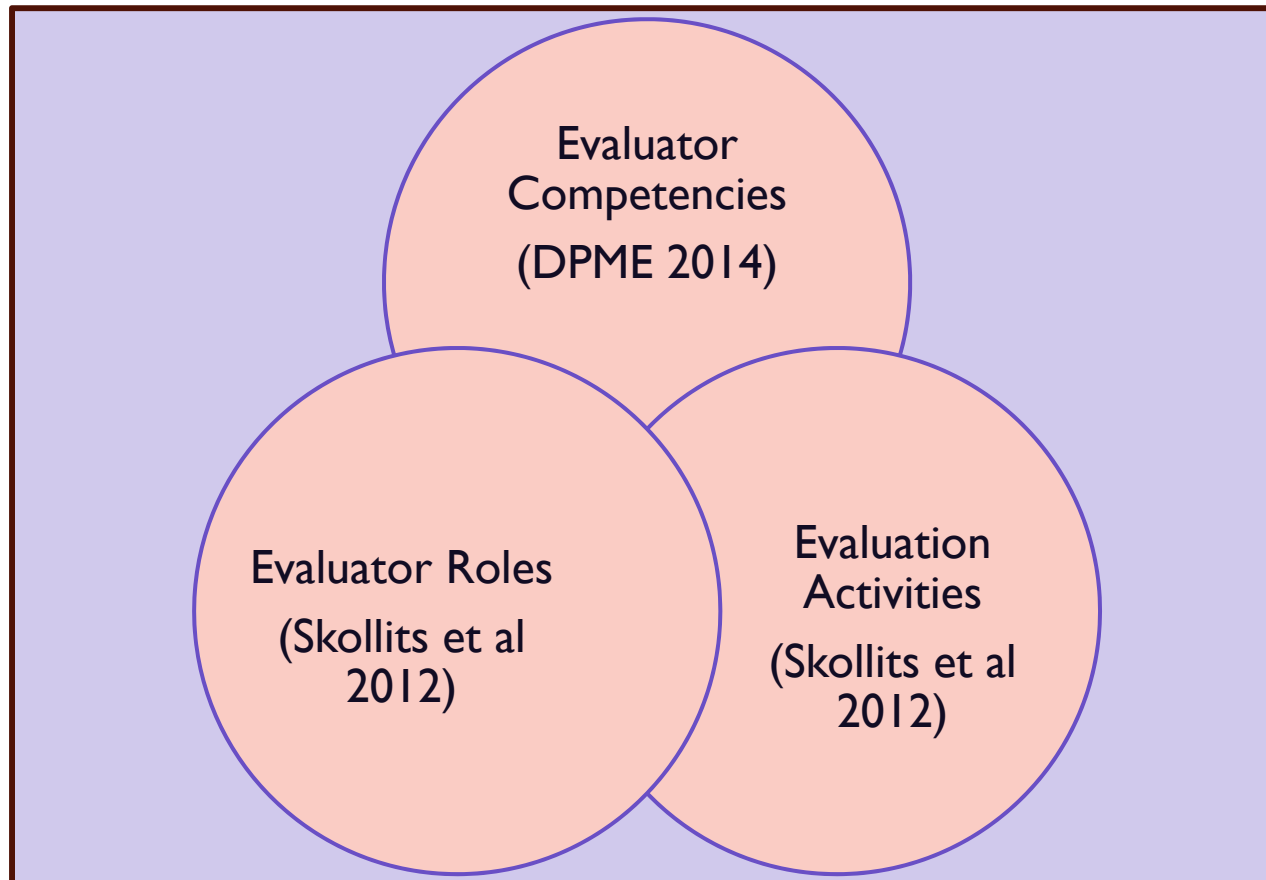 Evaluator
Competencies
(DPME 2014)
Evaluator Roles
(Skollits et al
2012)
Evaluation
Activities
(Skollits et al
2012)